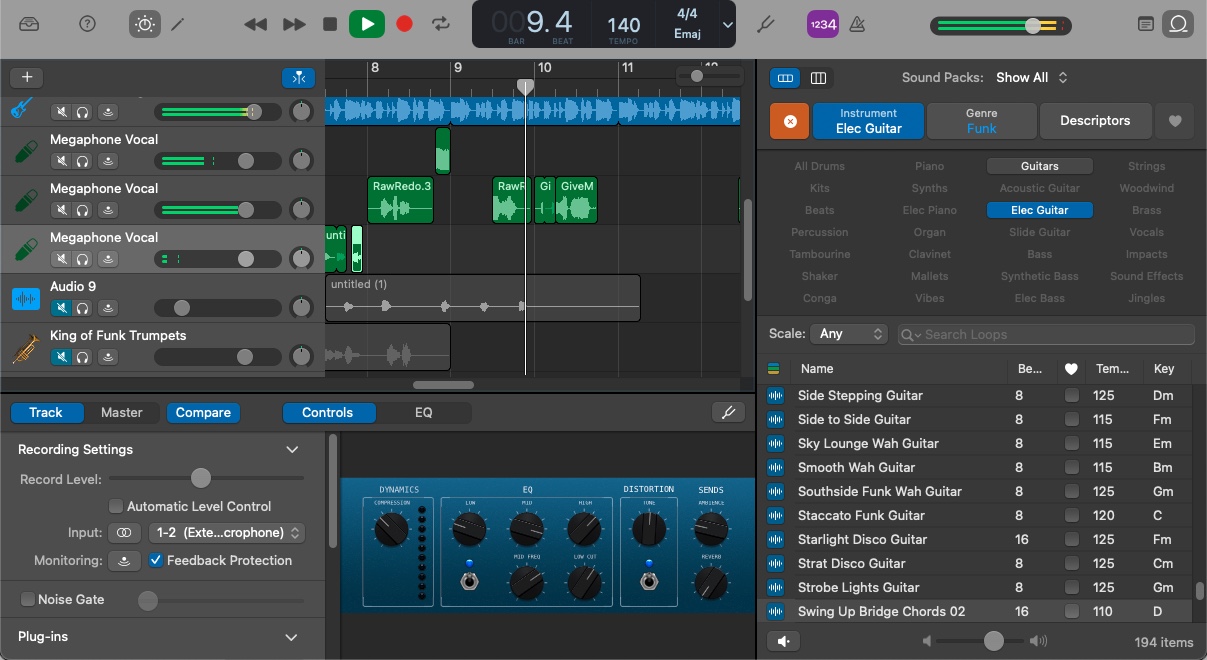 009.4
BAR BEAT
140
TEMPO
4/4
Emaj
1234
8 9 10 11 12
Megaphone Vocal
Megaphone Vocal
Megaphone Vocal
Audio 9
King of Funk Trumpets
RawRedo.3
RawR
Gi
GiveM
unti
untitled (1)
Track
Master
Compare
Controls
EQ
Recording Settings
Record Level:
Automatic Level Control
Input:
1-2 (Exte...crophone)
Monitoring:
Feedback Protection
Noise Gate
Plug-ins
DYNAMICS
COMPRESSION
EQ
LOW
MID
HIGH
MID FREQ
LOW CUT
DISTORTION
TONE
SENDS
AMBIENCE
REVERB
Sound Packs: Show All
Instrument
Elec Guitar
Genre
Funk
Descriptors
All Drums Piano Guitars Strings
Kits Synths Acoustic Guitar Woodwind
Beats Elec Piano Elec Guitar Brass
Percussion Organ Slide Guitar Vocals
Tambourine Clavinet Bass Impacts
Shaker Mallets Synthetic Bass Sound Effects
Conga Vibes Elec Bass Jingles
Scale: Any
Search Loops
Name Be... Tem... Key
Side Stepping Guitar 8 125 Dm
Side to Side Guitar 8 115 Fm
Sky Lounge Wah Guitar 8 115 Em
Smooth Wah Guitar 8 115 Bm
Southside Funk Wah Guitar 8 125 Gm
Staccato Funk Guitar 8 120 C
Starlight Disco Guitar 16 115 Fm
Strat Disco Guitar 8 125 Cm
Strobe Lights Guitar 8 125 Gm
Swing Up Bridge Chords 02 16 110 D
194 items